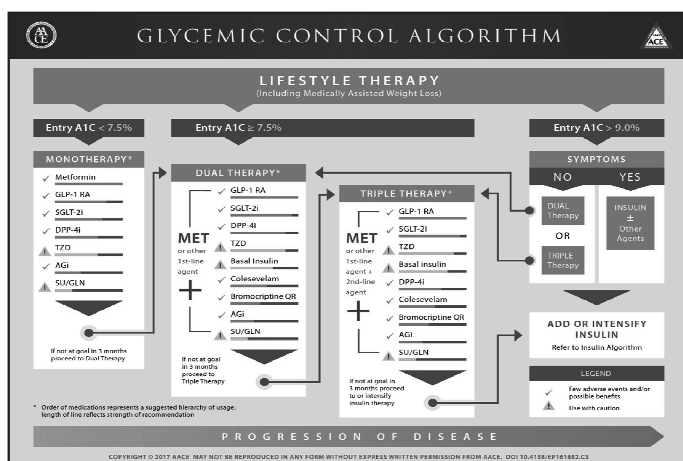 AACE
GLYCEMIC CONTROL ALGORITHM
ACE
LIFESTYLE THERAPY
(Including Medically Assisted Weight Loss)
Entry A1C < 7.5%
Entry A1C ≥ 7.5%
Entry A1C > 9.0%
MONOTHERAPY*
Metformin
GLP-1 RA
SGLT-2i
DPP-4i
TZD
AGi
SU/GLN
If not at goal in 3 months
proceed to Dual Therapy
DUAL THERAPY*
GLP-1 RA
SGLT-2i
DPP-4i
TZD
Basal Insulin
Colesevelam
Bromocriptine QR
AGi
SU/GLN
MET
or other
1st-line
agent
+
If not at goal
in 3 months
proceed to
Triple Therapy
TRIPLE THERAPY*
GLP-1 RA
SGLT-2i
TZD
Basal insulin
DPP-4i
Colesevelam
Bromocriptine QR
AGi
SU/GLN
MET
or other
1st-line
agent +
2nd-line
agent
+
If not at goal in
3 months proceed
to or intensify
insulin therapy
SYMPTOMS
NO
YES
DUAL
Therapy
OR
TRIPLE
Therapy
INSULIN
±
Other
Agents
ADD OR INTENSIFY
INSULIN
Refer to Insulin Algorithm
LEGEND
Few adverse events and/or
possible benefits
Use with caution
* Order of medications represents a suggested hierarchy of usage;
length of line reflects strength of recommendation
PROGRESSION OF DISEASE
COPYRIGHT © 2017 AACE MAY NOT BE REPRODUCED IN ANY FORM WITHOUT EXPRESS WRITTEN PERMISSION FROM AACE. DOI 10.4158/EP161682.CS